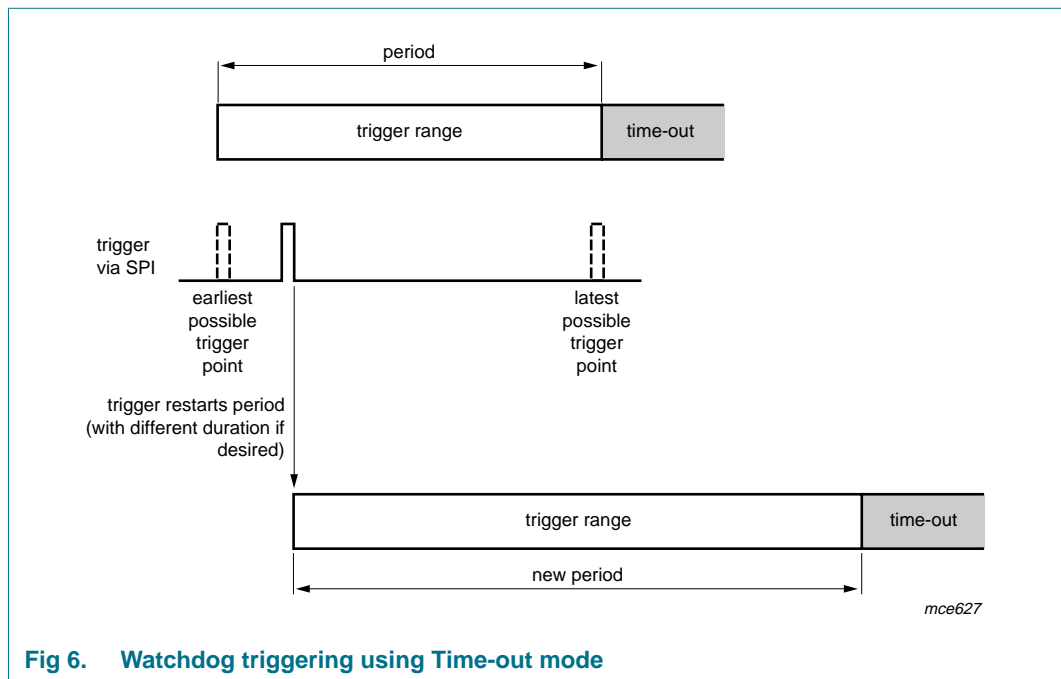 period
trigger range
time-out
trigger
via SPI
earliest
possible
trigger
point
latest
possible
trigger
point
trigger restarts period
(with different duration if
desired)
trigger range
time-out
new period
mce627
Fig 6. Watchdog triggering using Time-out mode